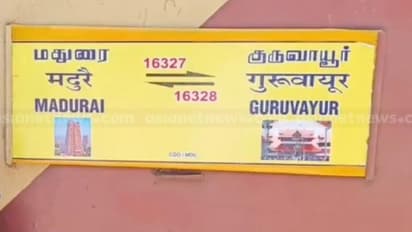 மதுரை 16327 குருவாயூர்
मदुरै 16328 गुरूवायूर
MADURAI GURUVAYUR